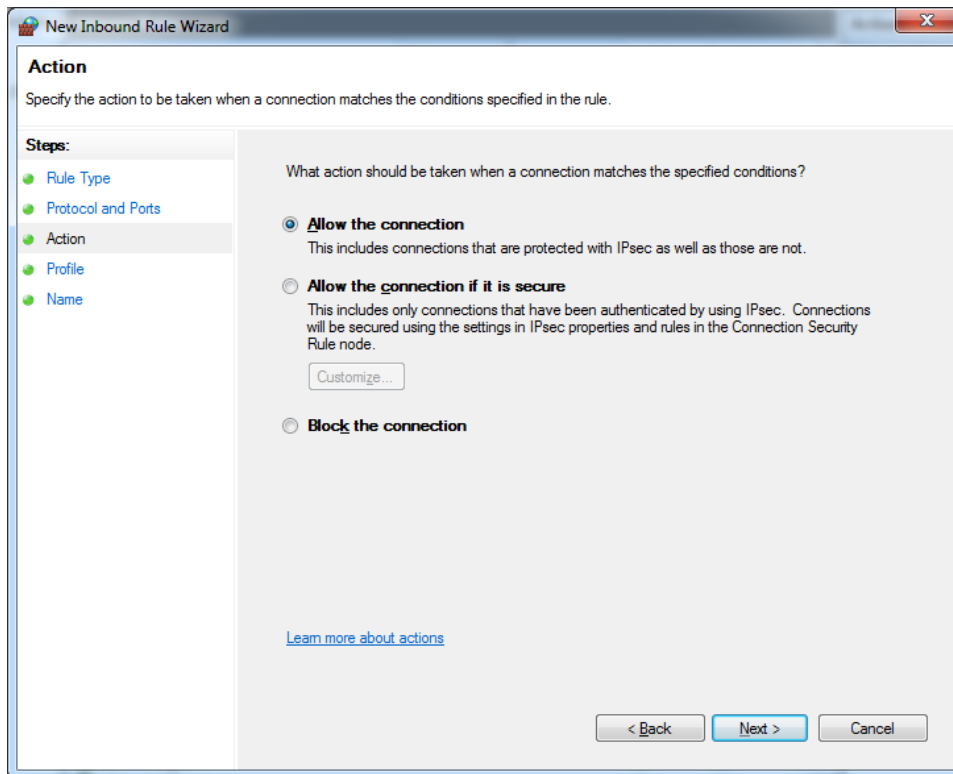 New Inbound Rule Wizard
Action
Specify the action to be taken when a connection matches the conditions specified in the rule.
Steps:
Rule Type
Protocol and Ports
Action
Profile
Name
What action should be taken when a connection matches the specified conditions?
Allow the connection
This includes connections that are protected with IPsec as well as those are not.
Allow the connection if it is secure
This includes only connections that have been authenticated by using IPsec. Connections
will be secured using the settings in IPsec properties and rules in the Connection Security
Rule node.
Customize...
Block the connection
Learn more about actions
< Back
Next >
Cancel